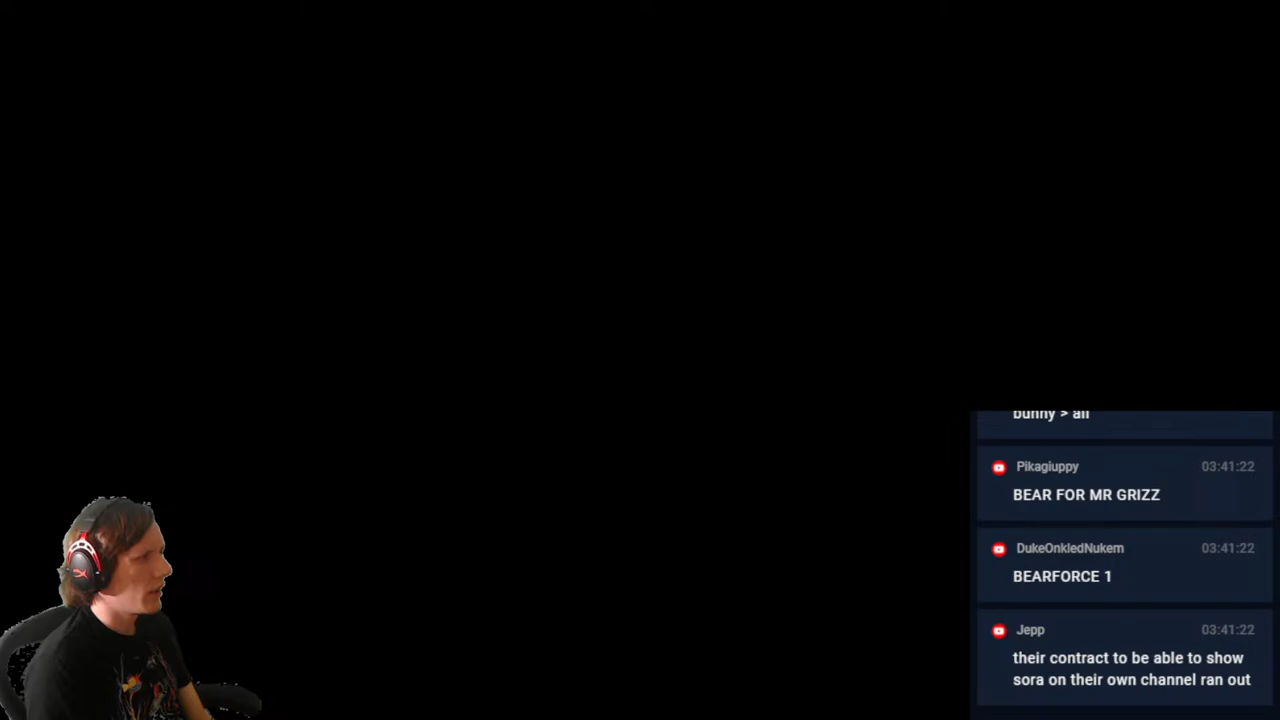 bunny > all
Pikagiuppy 03:41:22
BEAR FOR MR GRIZZ
DukeOnkledNukem 03:41:22
BEARFORCE 1
Jepp 03:41:22
their contract to be able to show
sora on their own channel ran out